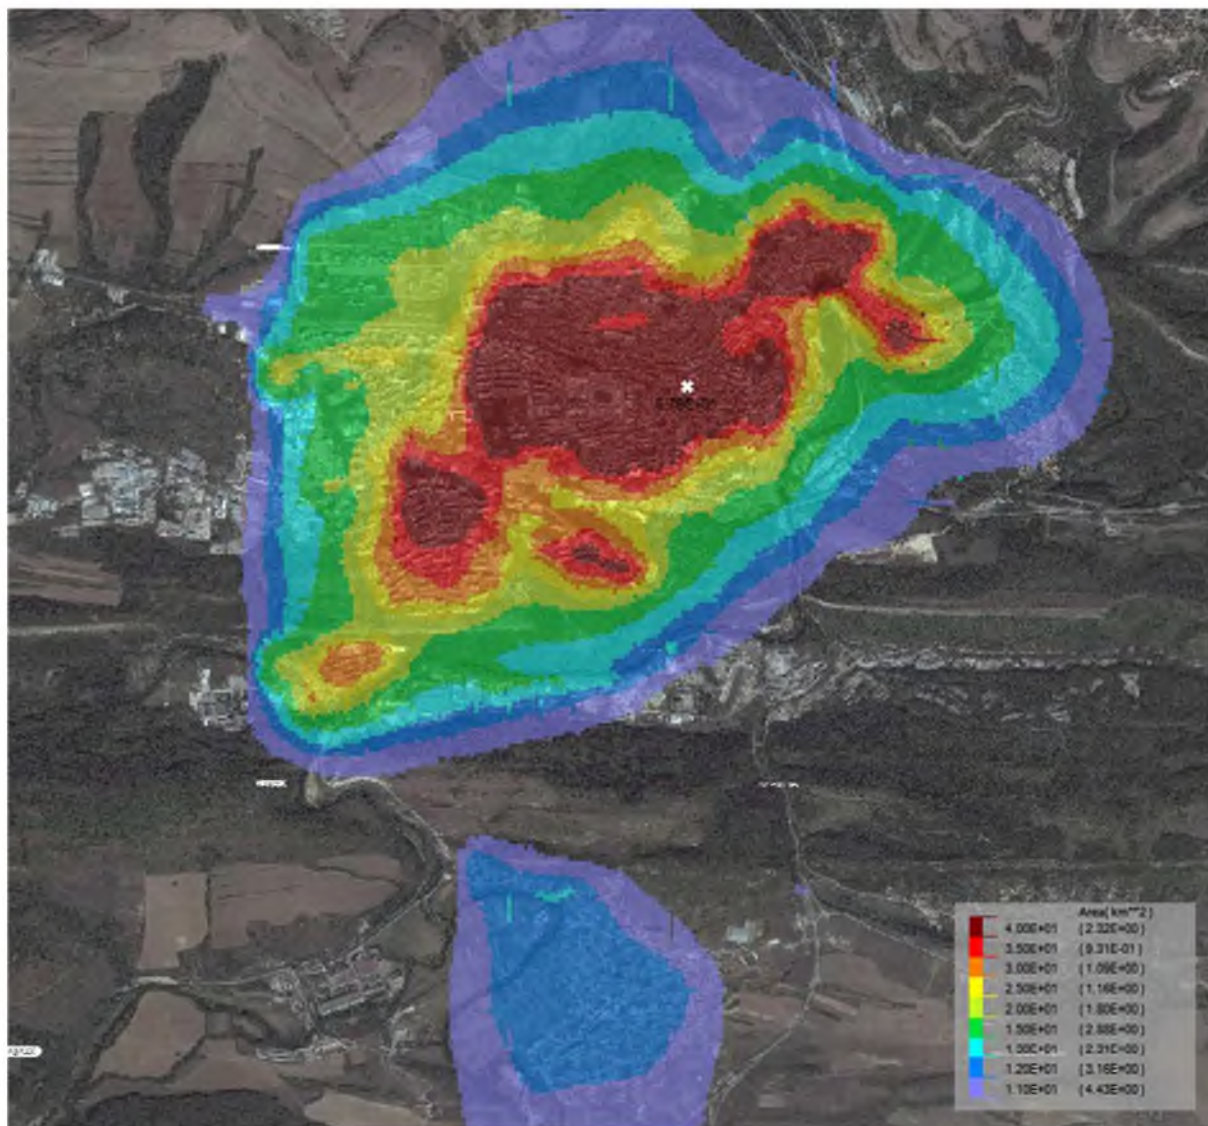 Area( km**2 )
4.00E+01 ( 2.32E+00 )
3.50E+01 ( 9.31E-01 )
3.00E+01 ( 1.09E+00 )
2.50E+01 ( 1.16E+00 )
2.00E+01 ( 1.80E+00 )
1.50E+01 ( 2.88E+00 )
1.30E+01 ( 2.31E+00 )
1.20E+01 ( 3.16E+00 )
1.10E+01 ( 4.43E+00 )